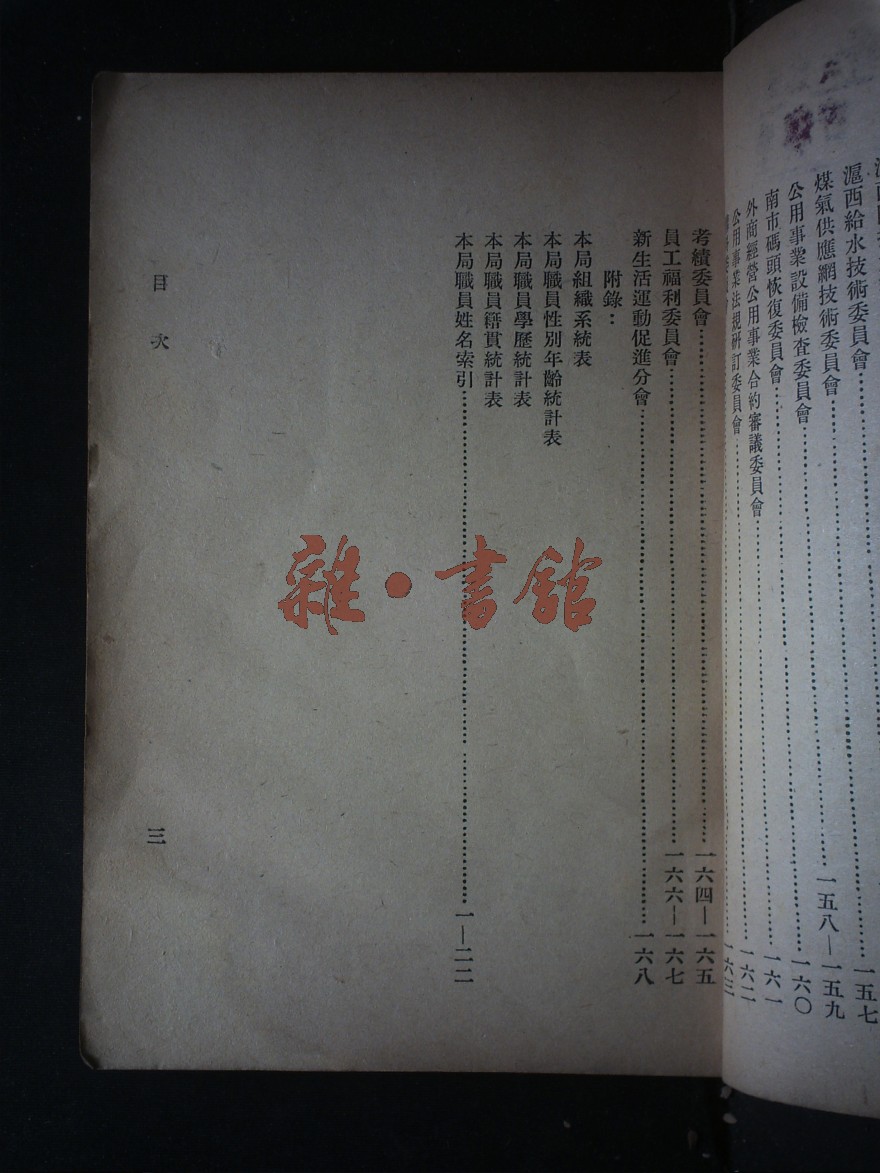 滬西給水技術委員會……一五七
煤氣供應網技術委員會……一五八—一五九
公用事業設備檢查委員會……一六〇
南市碼頭恢復委員會……一六一
外商經營公用事業合約審議委員會……一六二
公用事業法規研訂委員會……一六三
考績委員會……一六四—一六五
員工福利委員會……一六六—一六七
新生活運動促進分會……一六八
附錄：
本局組織系統表
本局職員性別年齡統計表
本局職員學歷統計表
本局職員籍貫統計表
本局職員姓名索引……一—二二
目次
三
雜·書館